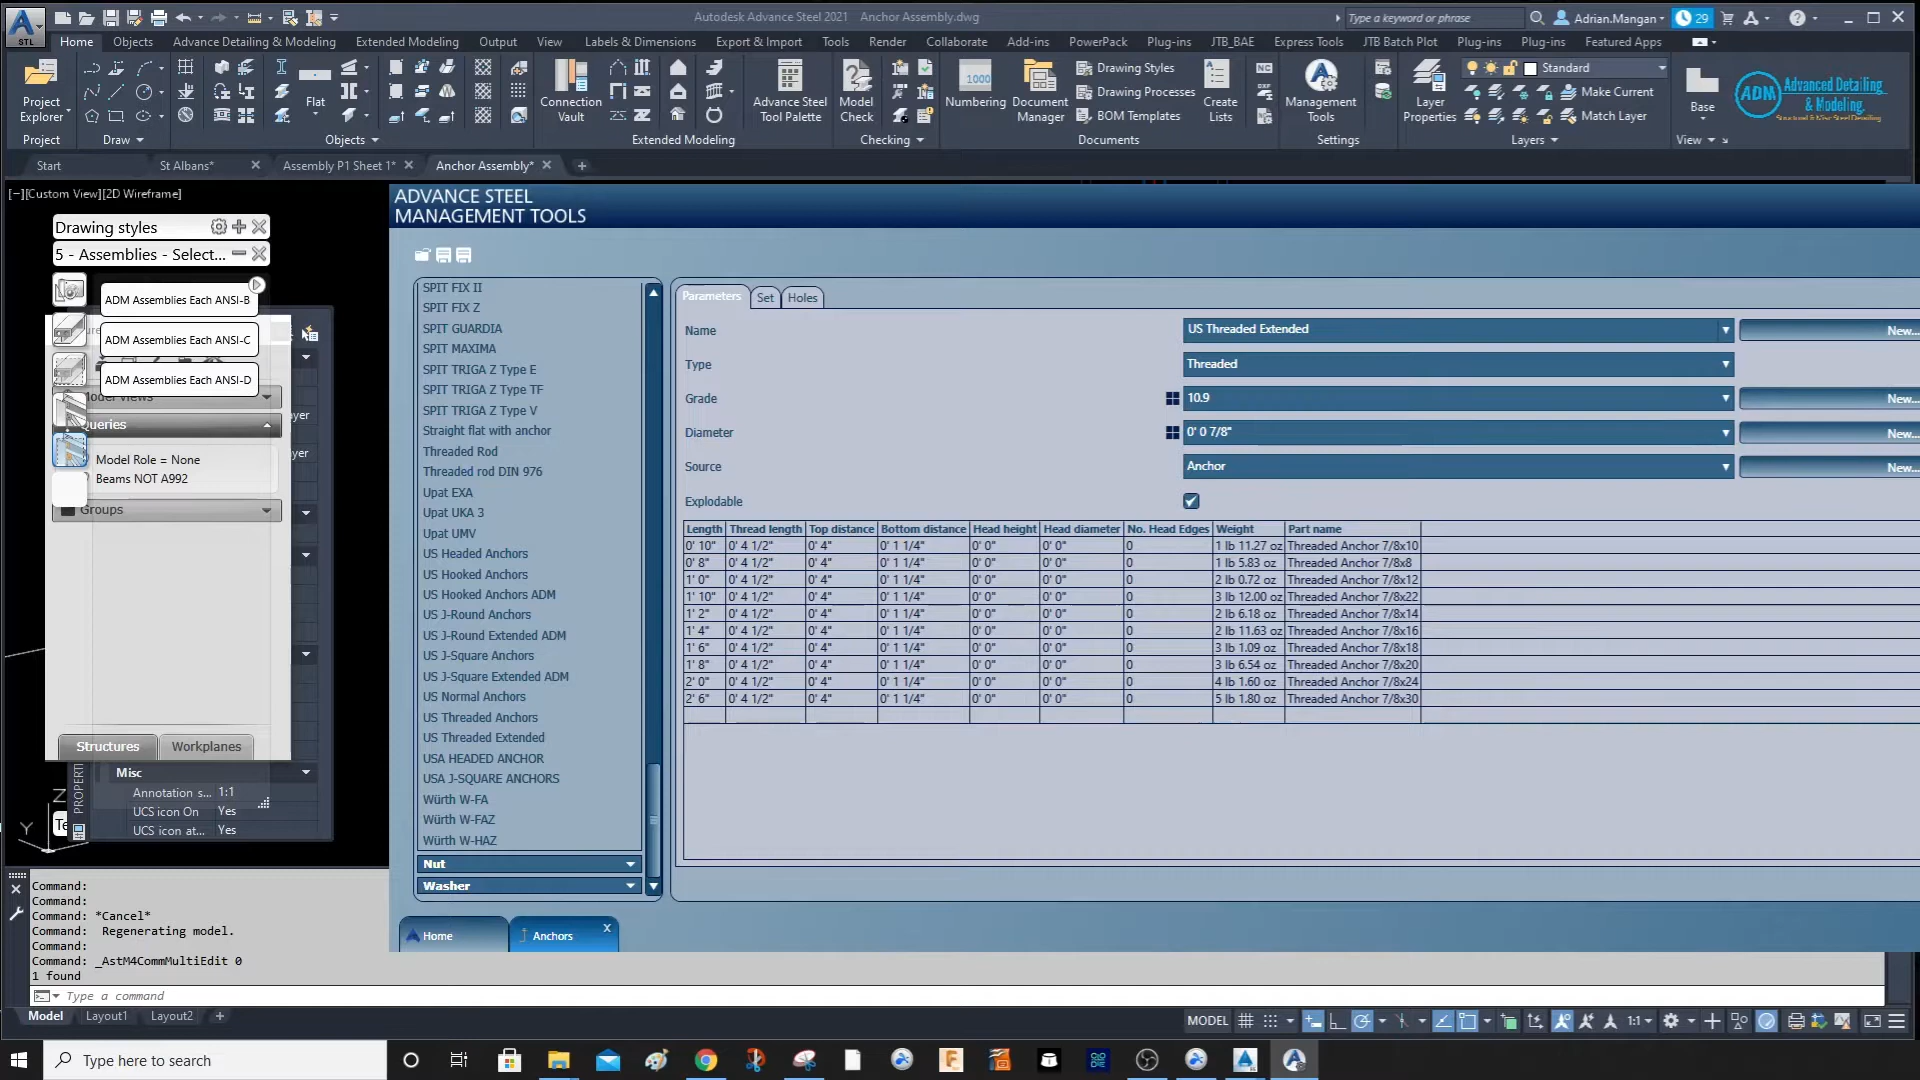 Autodesk Advance Steel 2021 Anchor Assembly.dwg
Type a keyword or phrase
Adrian.Mangan
29
STL
Home Objects Advance Detailing & Modeling Extended Modeling Output View Labels & Dimensions Export & Import Tools Render Collaborate Add-ins PowerPack Plug-ins JTB_BAE Express Tools JTB Batch Plot Plug-ins Plug-ins Featured Apps
Project Explorer
Flat
Connection Vault
Advance Steel Tool Palette
Model Check
1000
Numbering
Document Manager
Drawing Styles
Drawing Processes
BOM Templates
Create Lists
NC
DXF
Management Tools
Layer Properties
Standard
Make Current
Match Layer
Base
ADM Advanced Detailing & Modeling.
Structural & Misc Steel Detailing
Project Draw Objects Extended Modeling Checking Documents Settings Layers View
Start St Albans* Assembly P1 Sheet 1* Anchor Assembly*
[−][Custom View][2D Wireframe]
Drawing styles
5 - Assemblies - Select...
ADM Assemblies Each ANSI-B
ADM Assemblies Each ANSI-C
ADM Assemblies Each ANSI-D
Model Views
ayer
Queries
yer
Model Role = None
Beams NOT A992
Groups
Structures Workplanes
Misc
Annotation s... 1:1
UCS icon On Yes
UCS icon at... Yes
PROPERTI
Z
Y
Te
ADVANCE STEEL
MANAGEMENT TOOLS
SPIT FIX II
SPIT FIX Z
SPIT GUARDIA
SPIT MAXIMA
SPIT TRIGA Z Type E
SPIT TRIGA Z Type TF
SPIT TRIGA Z Type V
Straight flat with anchor
Threaded Rod
Threaded rod DIN 976
Upat EXA
Upat UKA 3
Upat UMV
US Headed Anchors
US Hooked Anchors
US Hooked Anchors ADM
US J-Round Anchors
US J-Round Extended ADM
US J-Square Anchors
US J-Square Extended ADM
US Normal Anchors
US Threaded Anchors
US Threaded Extended
USA HEADED ANCHOR
USA J-SQUARE ANCHORS
Würth W-FA
Würth W-FAZ
Würth W-HAZ
Nut
Washer
Parameters Set Holes
Name US Threaded Extended New...
Type Threaded
Grade 10.9 New...
Diameter 0' 0 7/8" New...
Source Anchor New...
Explodable
Length Thread length Top distance Bottom distance Head height Head diameter No. Head Edges Weight Part name
0' 10" 0' 4 1/2" 0' 4" 0' 1 1/4" 0' 0" 0' 0" 0 1 lb 11.27 oz Threaded Anchor 7/8x10
0' 8" 0' 4 1/2" 0' 4" 0' 1 1/4" 0' 0" 0' 0" 0 1 lb 5.83 oz Threaded Anchor 7/8x8
1' 0" 0' 4 1/2" 0' 4" 0' 1 1/4" 0' 0" 0' 0" 0 2 lb 0.72 oz Threaded Anchor 7/8x12
1' 10" 0' 4 1/2" 0' 4" 0' 1 1/4" 0' 0" 0' 0" 0 3 lb 12.00 oz Threaded Anchor 7/8x22
1' 2" 0' 4 1/2" 0' 4" 0' 1 1/4" 0' 0" 0' 0" 0 2 lb 6.18 oz Threaded Anchor 7/8x14
1' 4" 0' 4 1/2" 0' 4" 0' 1 1/4" 0' 0" 0' 0" 0 2 lb 11.63 oz Threaded Anchor 7/8x16
1' 6" 0' 4 1/2" 0' 4" 0' 1 1/4" 0' 0" 0' 0" 0 3 lb 1.09 oz Threaded Anchor 7/8x18
1' 8" 0' 4 1/2" 0' 4" 0' 1 1/4" 0' 0" 0' 0" 0 3 lb 6.54 oz Threaded Anchor 7/8x20
2' 0" 0' 4 1/2" 0' 4" 0' 1 1/4" 0' 0" 0' 0" 0 4 lb 1.60 oz Threaded Anchor 7/8x24
2' 6" 0' 4 1/2" 0' 4" 0' 1 1/4" 0' 0" 0' 0" 0 5 lb 1.80 oz Threaded Anchor 7/8x30
Home Anchors X
Command:
Command:
Command: *Cancel*
Command: Regenerating model.
Command:
Command: _AstM4CommMultiEdit 0
1 found
Type a command
Model Layout1 Layout2 +
MODEL 1:1
Type here to search